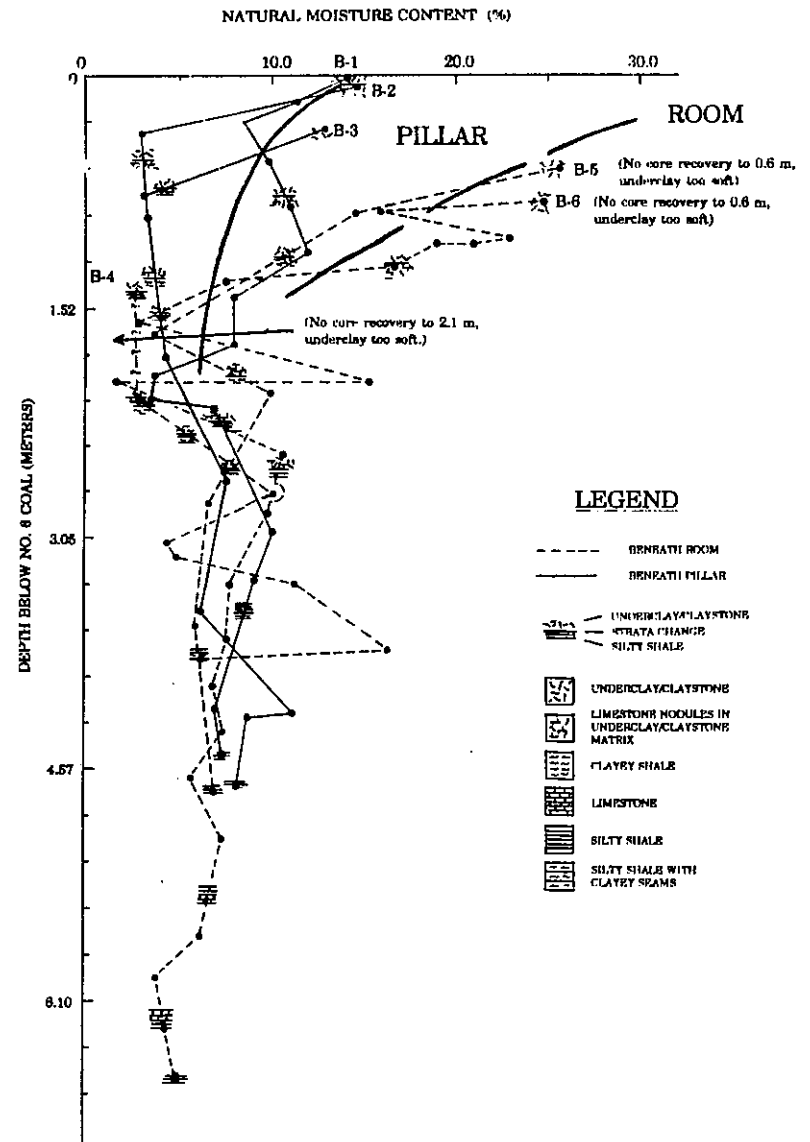 NATURAL MOISTURE CONTENT (%)
0 10.0 20.0 30.0
B-1
0
B-2
B-3
PILLAR
ROOM
B-5 (No core recovery to 0.6 m,
underclay too soft)
B-6 (No core recovery to 0.6 m,
underclay too soft)
B-4
1.52
(No core recovery to 2.1 m,
underclay too soft.)
DEPTH BELOW NO. 6 COAL (METERS)
3.05
4.57
6.10
LEGEND
BENEATH ROOM
BENEATH PILLAR
UNDERCLAY/CLAYSTONE
STRATA CHANGE
SILTY SHALE
UNDERCLAY/CLAYSTONE
LIMESTONE NODULES IN
UNDERCLAY/CLAYSTONE
MATRIX
CLAYEY SHALE
LIMESTONE
SILTY SHALE
SILTY SHALE WITH
CLAYEY SEAMS